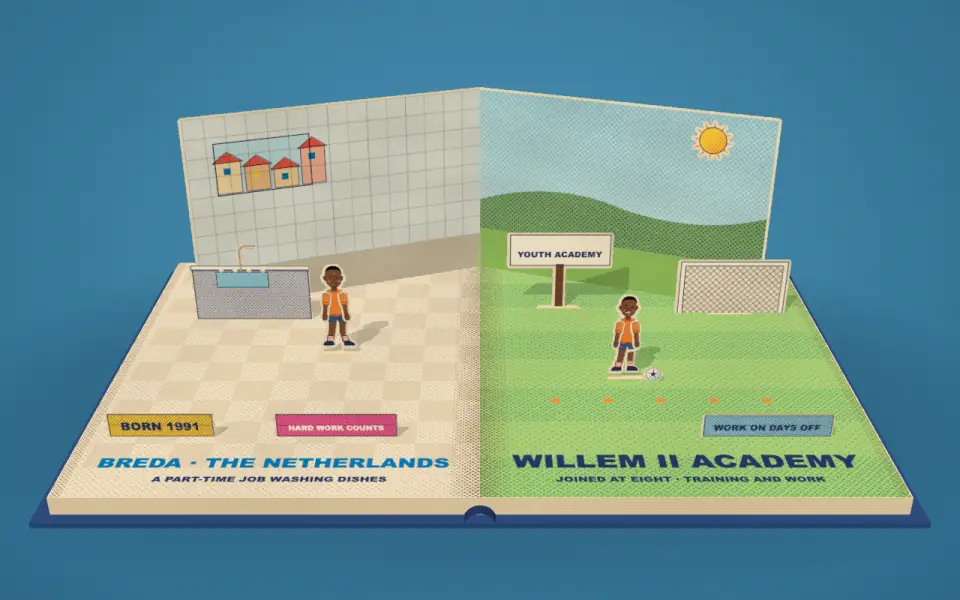 BORN 1991
HARD WORK COUNTS
BREDA · THE NETHERLANDS
A PART-TIME JOB WASHING DISHES
YOUTH ACADEMY
WORK ON DAYS OFF
WILLEM II ACADEMY
JOINED AT EIGHT · TRAINING AND WORK